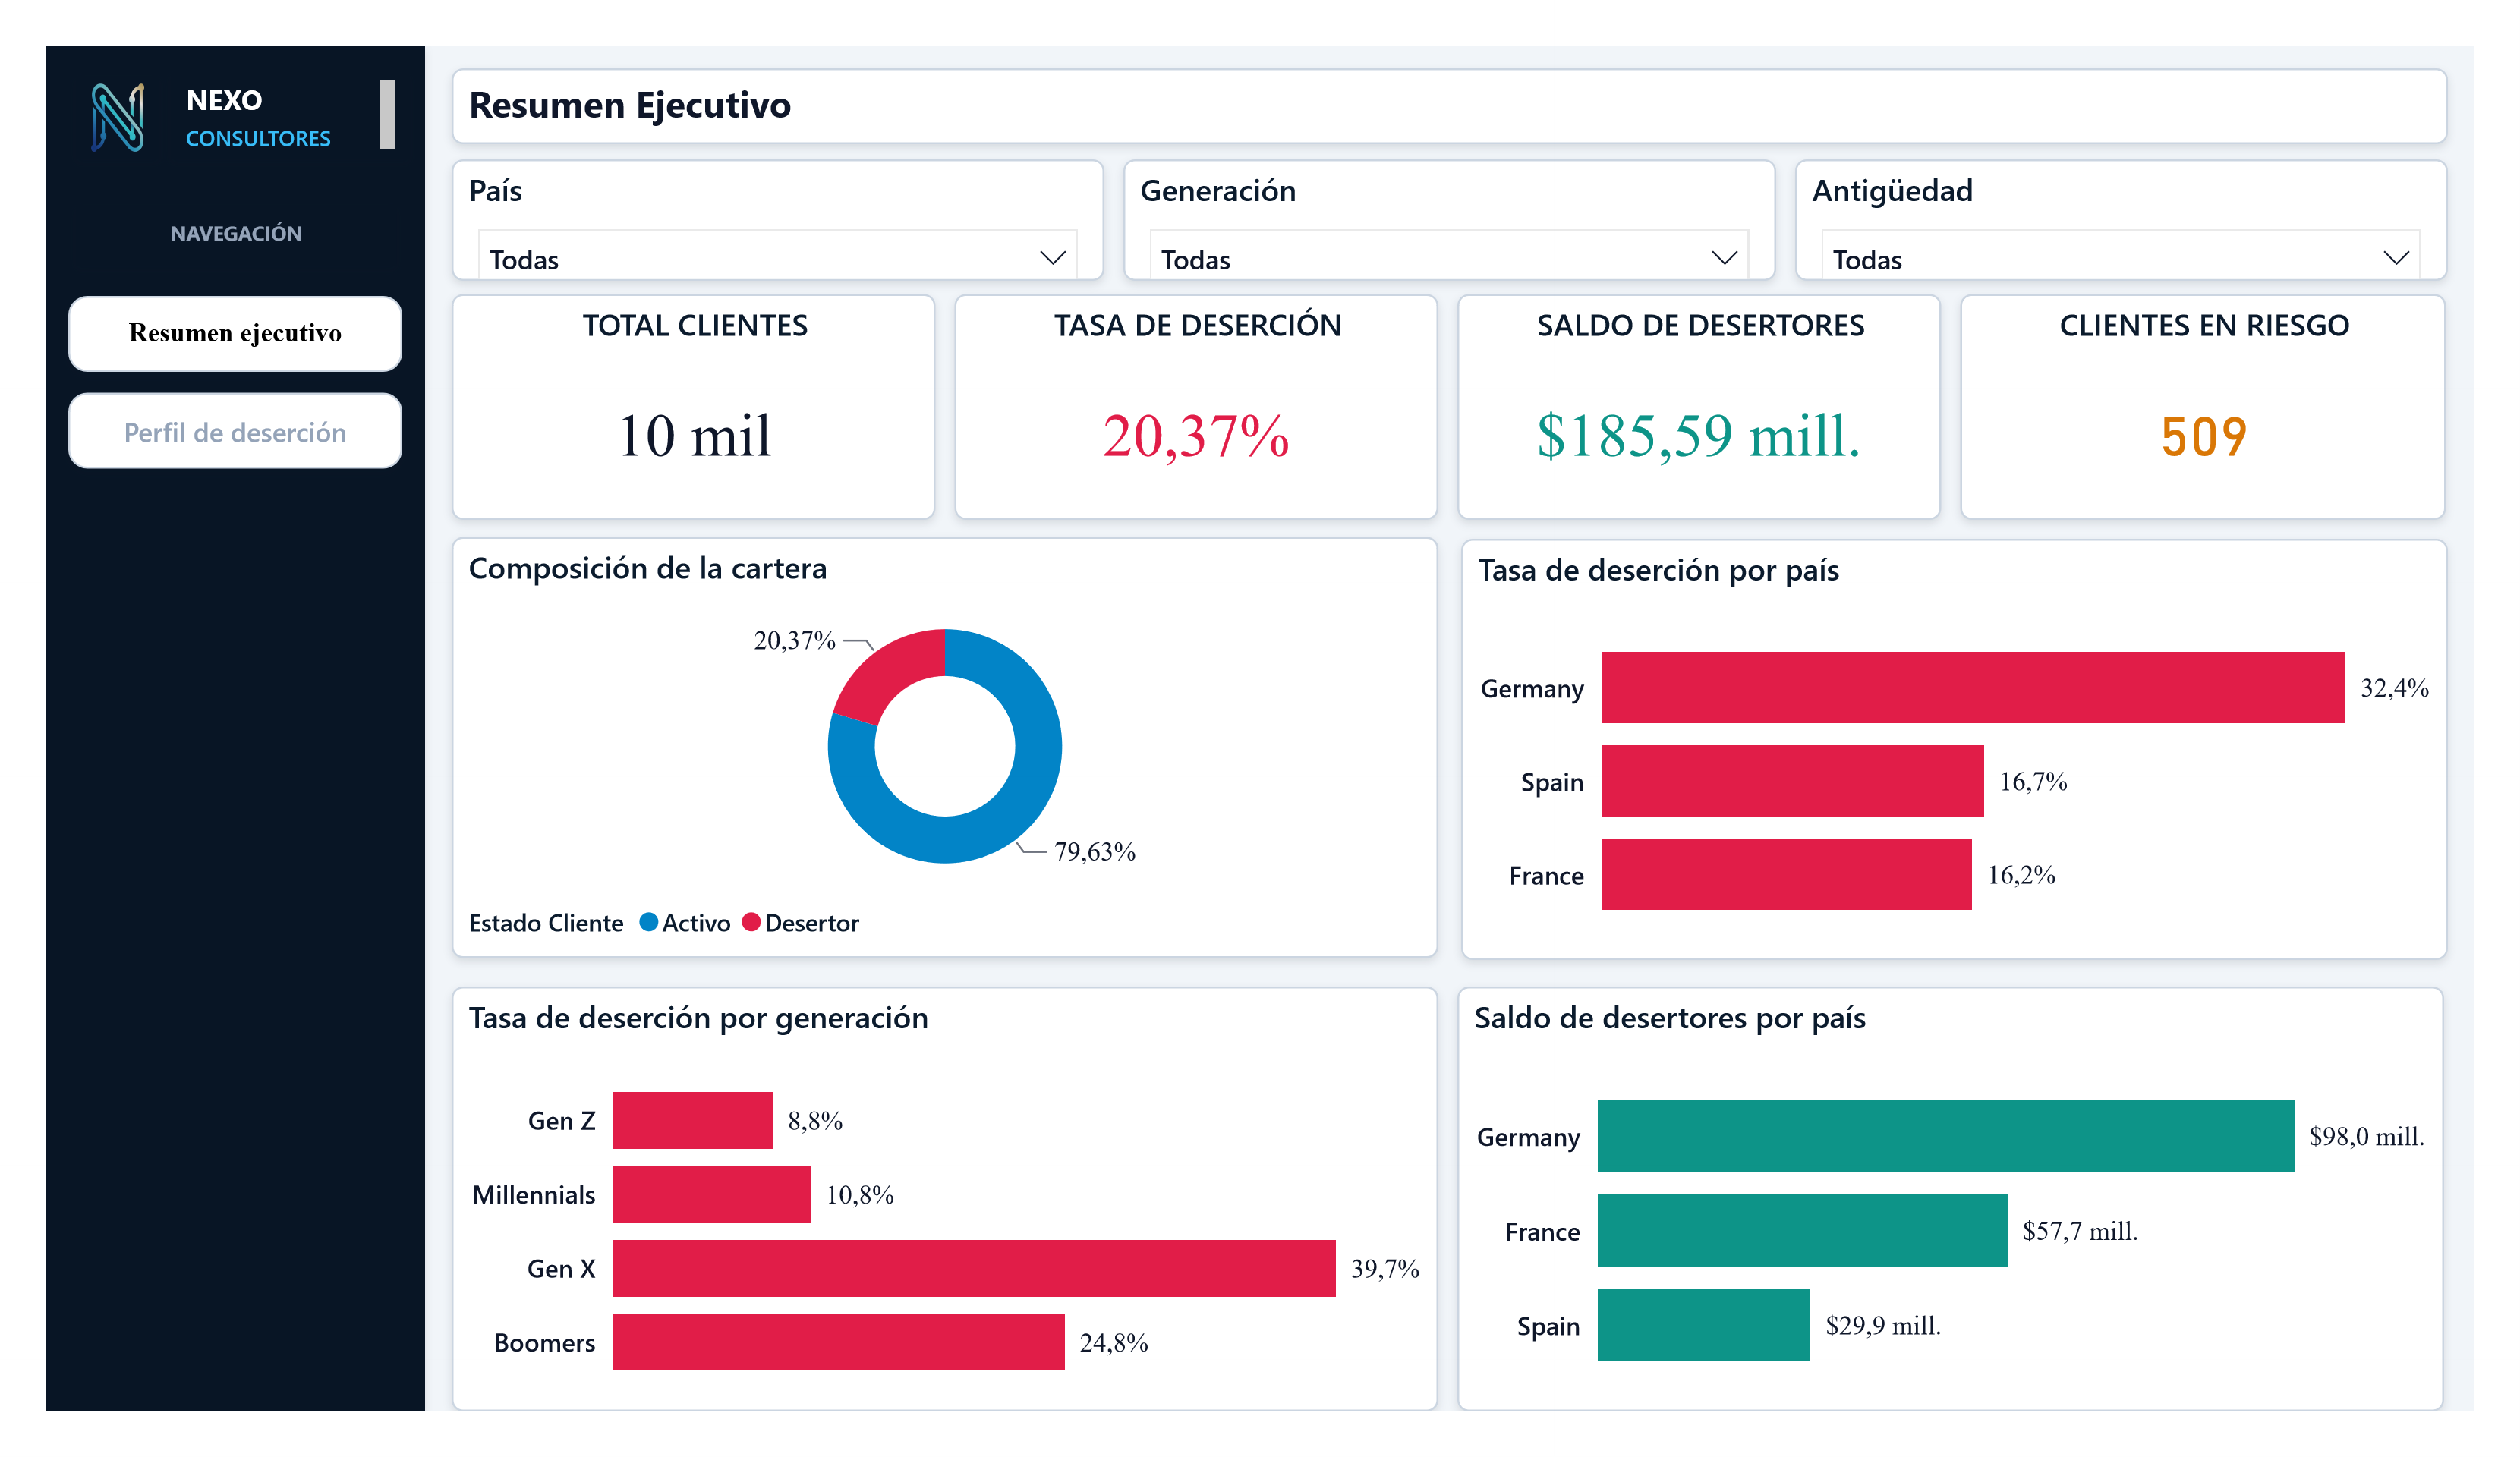 NEXO
CONSULTORES
NAVEGACIÓN
Resumen ejecutivo
Perfil de deserción
Resumen Ejecutivo
País
Todas
Generación
Todas
Antigüedad
Todas
TOTAL CLIENTES
10 mil
TASA DE DESERCIÓN
20,37%
SALDO DE DESERTORES
$185,59 mill.
CLIENTES EN RIESGO
509
Composición de la cartera
20,37%
79,63%
Estado Cliente Activo Desertor
Tasa de deserción por país
Germany 32,4%
Spain 16,7%
France 16,2%
Tasa de deserción por generación
Gen Z 8,8%
Millennials 10,8%
Gen X 39,7%
Boomers 24,8%
Saldo de desertores por país
Germany $98,0 mill.
France $57,7 mill.
Spain $29,9 mill.